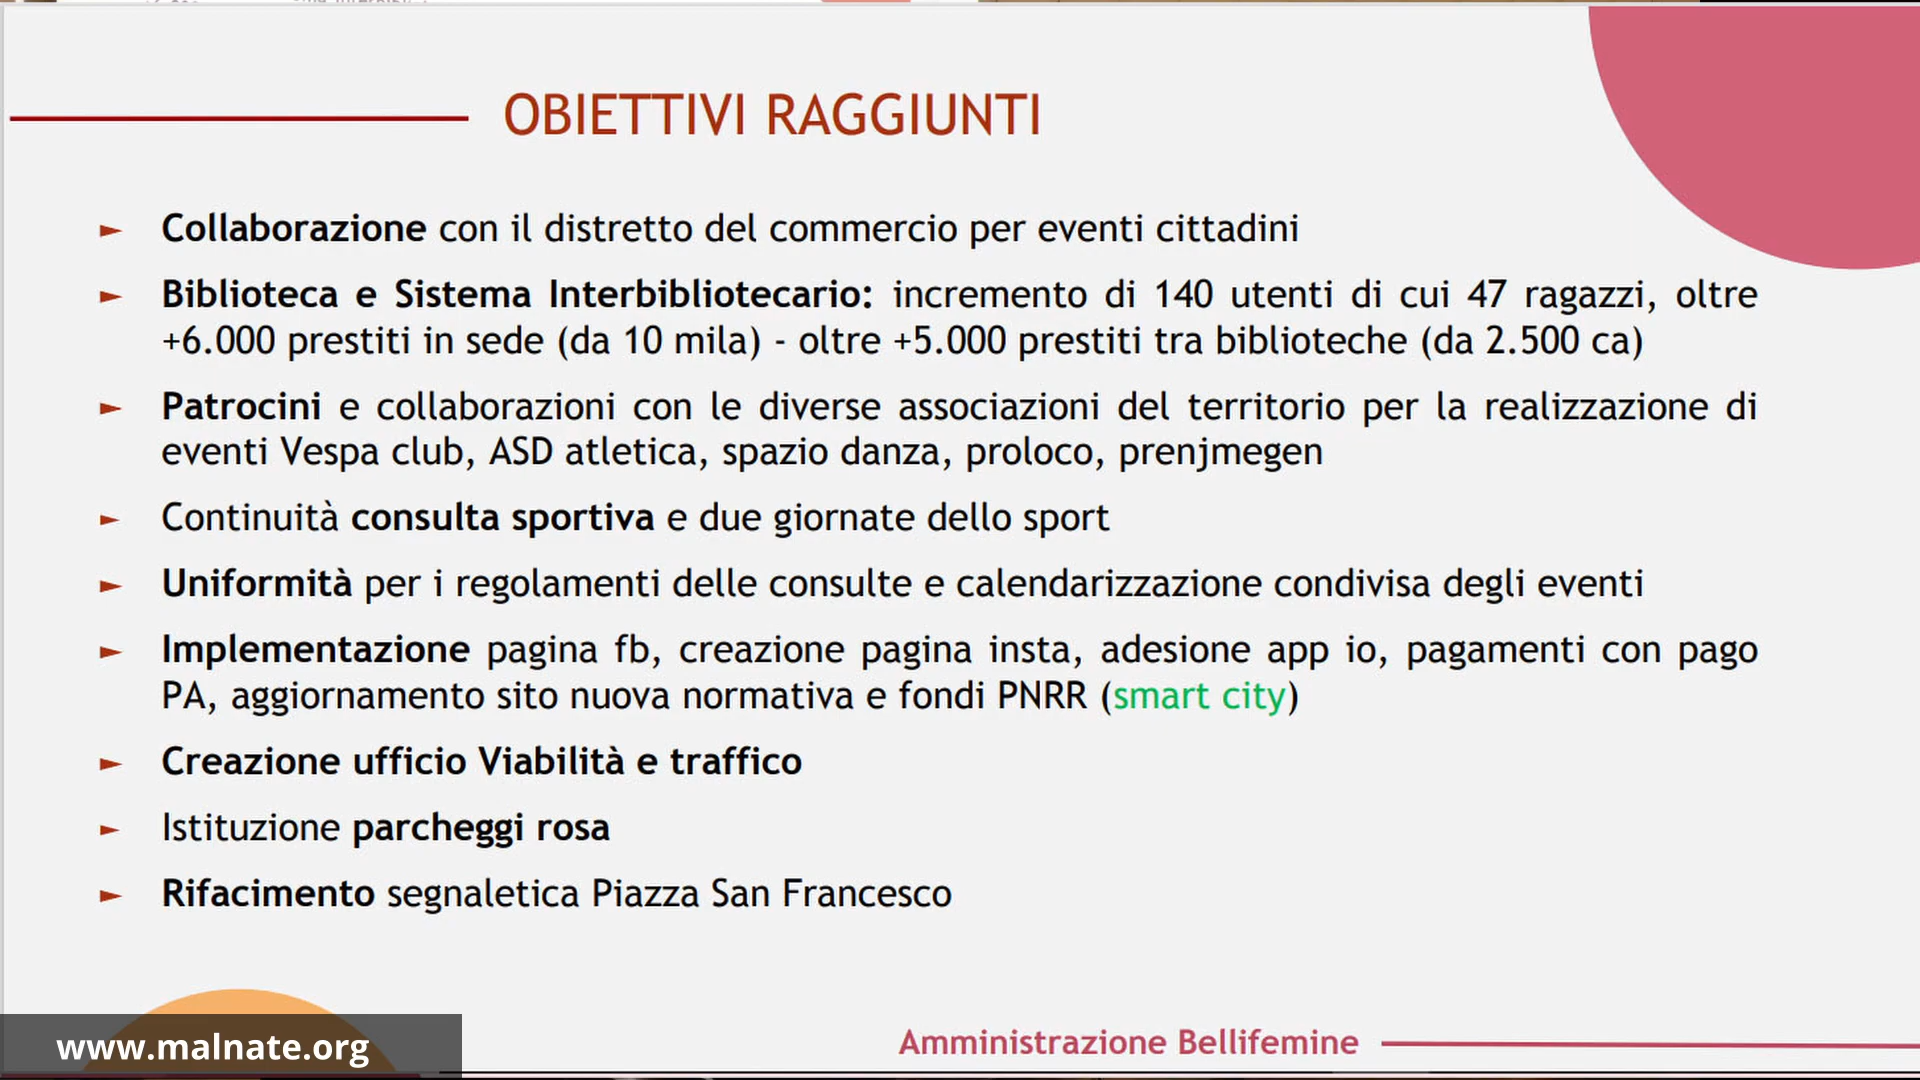 OBIETTIVI RAGGIUNTI
► Collaborazione con il distretto del commercio per eventi cittadini
► Biblioteca e Sistema Interbibliotecario: incremento di 140 utenti di cui 47 ragazzi, oltre
+6.000 prestiti in sede (da 10 mila) - oltre +5.000 prestiti tra biblioteche (da 2.500 ca)
► Patrocini e collaborazioni con le diverse associazioni del territorio per la realizzazione di
eventi Vespa club, ASD atletica, spazio danza, proloco, prenjmegen
► Continuità consulta sportiva e due giornate dello sport
► Uniformità per i regolamenti delle consulte e calendarizzazione condivisa degli eventi
► Implementazione pagina fb, creazione pagina insta, adesione app io, pagamenti con pago
PA, aggiornamento sito nuova normativa e fondi PNRR (smart city)
► Creazione ufficio Viabilità e traffico
► Istituzione parcheggi rosa
► Rifacimento segnaletica Piazza San Francesco
Amministrazione Bellifemine
www.malnate.org